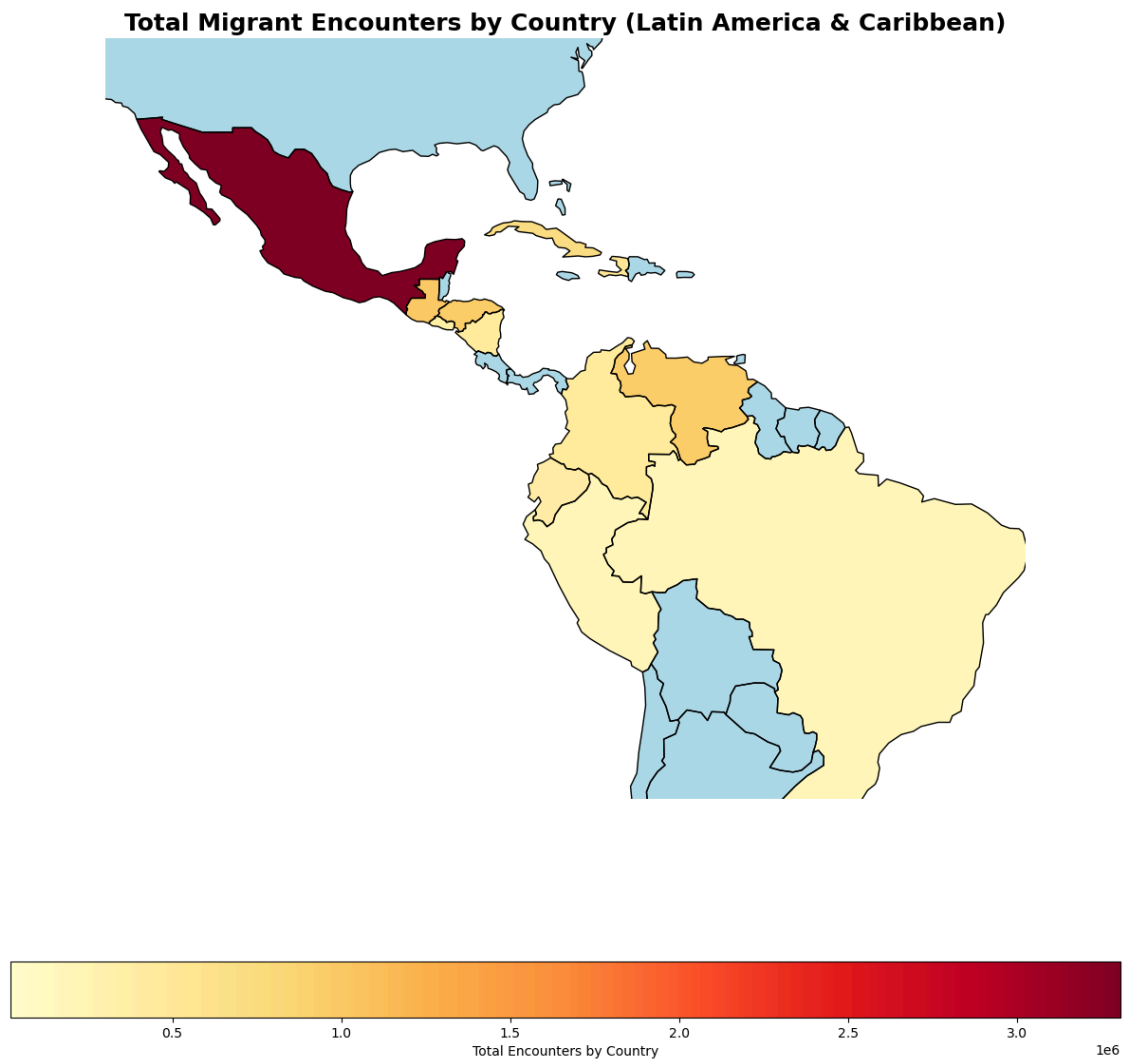 Total Migrant Encounters by Country (Latin America & Caribbean)
0.5 1.0 1.5 2.0 2.5 3.0
Total Encounters by Country 1e6